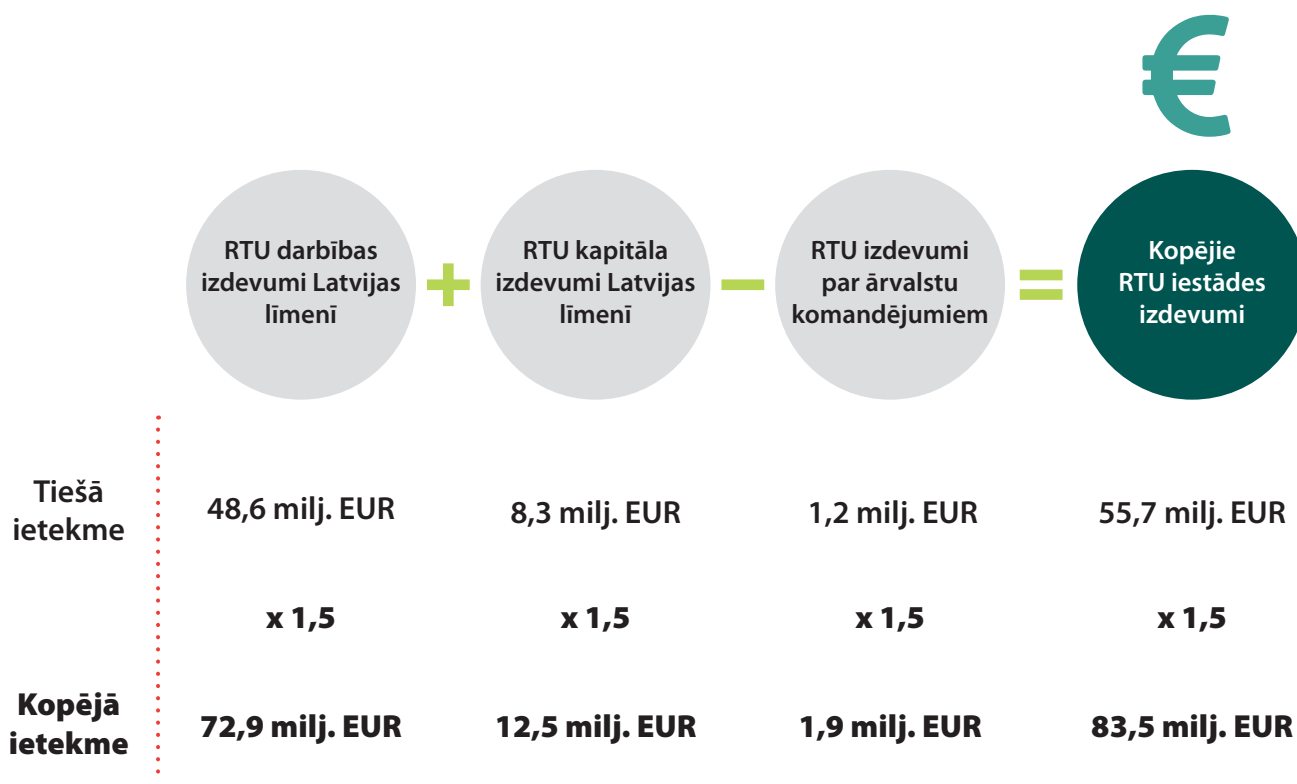 €
RTU darbības
izdevumi Latvijas
līmenī
+
RTU kapitāla
izdevumi Latvijas
līmenī
−
RTU izdevumi
par ārvalstu
komandējumiem
=
Kopējie
RTU iestādes
izdevumi
Tiešā
ietekme
48,6 milj. EUR
8,3 milj. EUR
1,2 milj. EUR
55,7 milj. EUR
x 1,5
x 1,5
x 1,5
x 1,5
Kopējā
ietekme
72,9 milj. EUR
12,5 milj. EUR
1,9 milj. EUR
83,5 milj. EUR